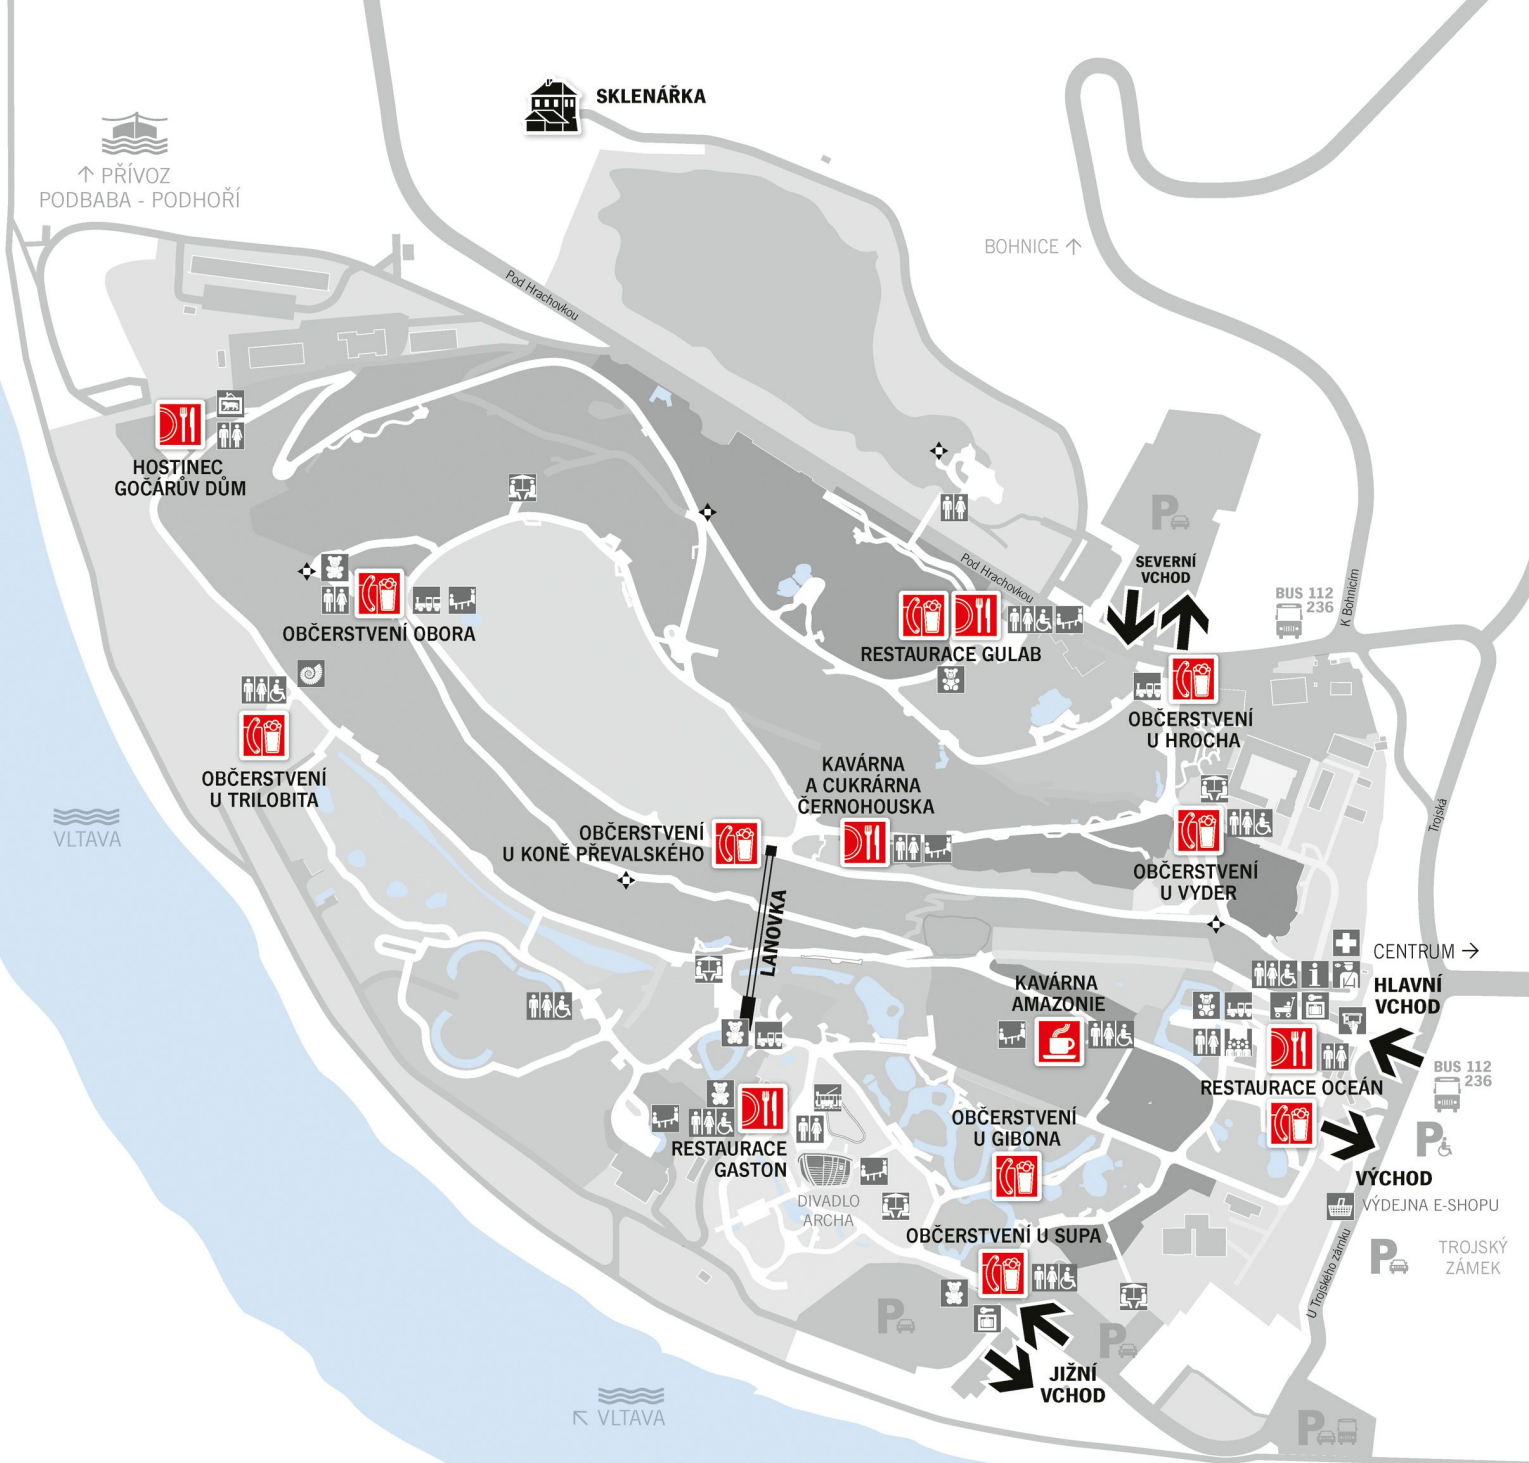 SKLENÁŘKA
↑ PŘÍVOZ
PODBABA - PODHOŘÍ
BOHNICE ↑
Pod Hrachovkou
HOSTINEC
GOČÁRŮV DŮM
P
Pod Hrachovkou
SEVERNÍ
VCHOD
BUS 112
236
K Bohnicím
OBČERSTVENÍ OBORA
RESTAURACE GULAB
OBČERSTVENÍ
U HROCHA
OBČERSTVENÍ
U TRILOBITA
KAVÁRNA
A CUKRÁRNA
ČERNOHOUSKA
Trojská
VLTAVA
OBČERSTVENÍ
U KONĚ PŘEVALSKÉHO
OBČERSTVENÍ
U VYDER
LANOVKA
CENTRUM →
HLAVNÍ
VCHOD
i
KAVÁRNA
AMAZONIE
BUS 112
236
RESTAURACE OCEÁN
OBČERSTVENÍ
U GIBONA
P
RESTAURACE
GASTON
VÝCHOD
DIVADLO
ARCHA
VÝDEJNA E-SHOPU
OBČERSTVENÍ U SUPA
P
TROJSKÝ
ZÁMEK
U Trojského zámku
P
P
JIŽNÍ
VCHOD
↖ VLTAVA
P